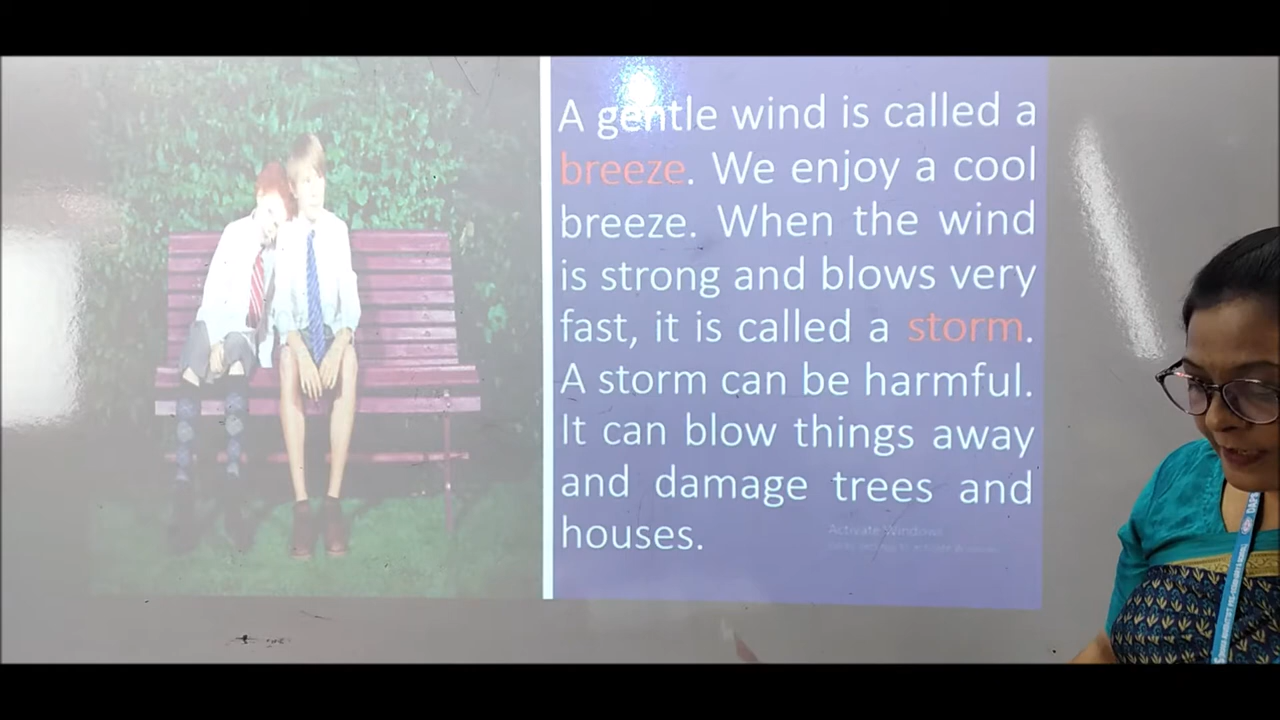 A gentle wind is called a
breeze. We enjoy a cool
breeze. When the wind
is strong and blows very
fast, it is called a storm.
A storm can be harmful.
It can blow things away
and damage trees and
houses.
Activate Windows